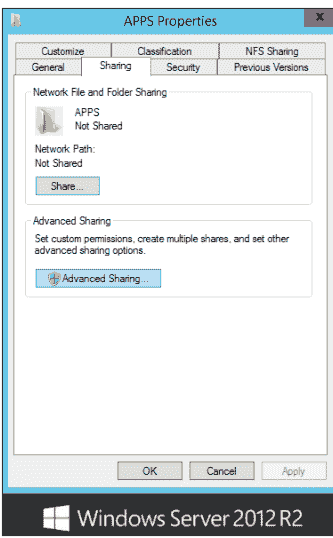 APPS Properties
x
Customize Classification NFS Sharing
General Sharing Security Previous Versions
Network File and Folder Sharing
APPS
Not Shared
Network Path:
Not Shared
Share...
Advanced Sharing
Set custom permissions, create multiple shares, and set other
advanced sharing options.
Advanced Sharing...
OK Cancel Apply
Windows Server 2012 R2